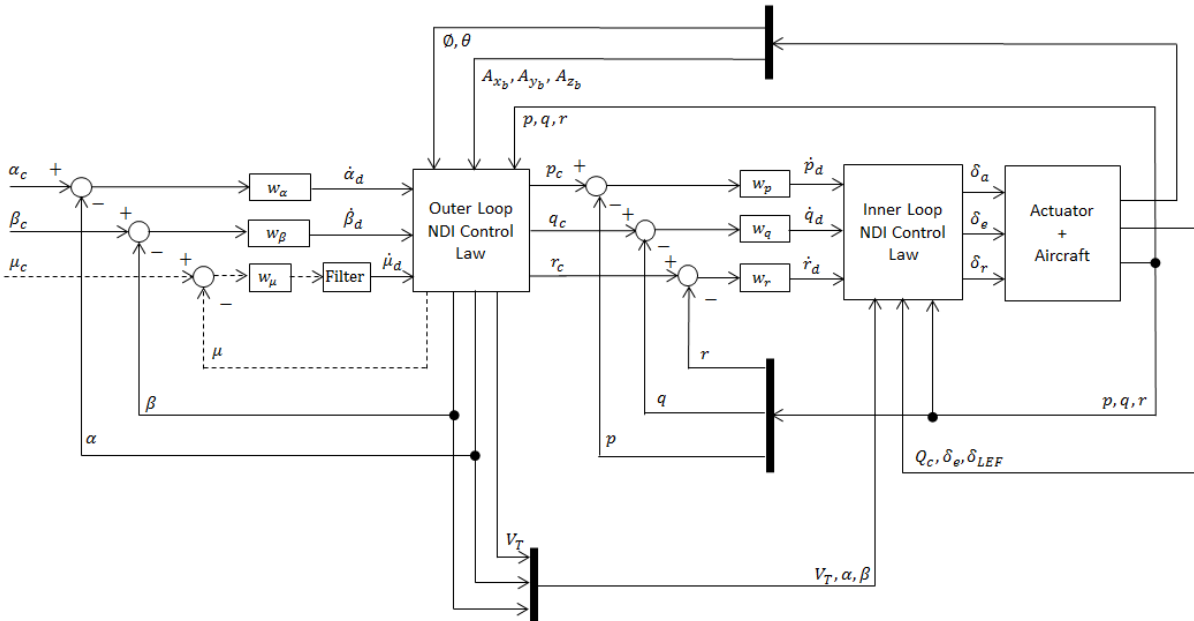 ∅, θ
A_{x_b}, A_{y_b}, A_{z_b}
p, q, r
α_c
+
−
w_α
α̇_d
β_c
+
−
w_β
β̇_d
μ_c
+
−
w_μ
Filter
μ̇_d
Outer Loop
NDI Control
Law
p_c
+
−
w_p
ṗ_d
q_c
+
−
w_q
q̇_d
r_c
+
−
w_r
ṙ_d
Inner Loop
NDI Control
Law
δ_a
δ_e
δ_r
Actuator
+
Aircraft
μ
r
β
q
p, q, r
α
p
Q_c, δ_e, δ_{LEF}
V_T
V_T, α, β